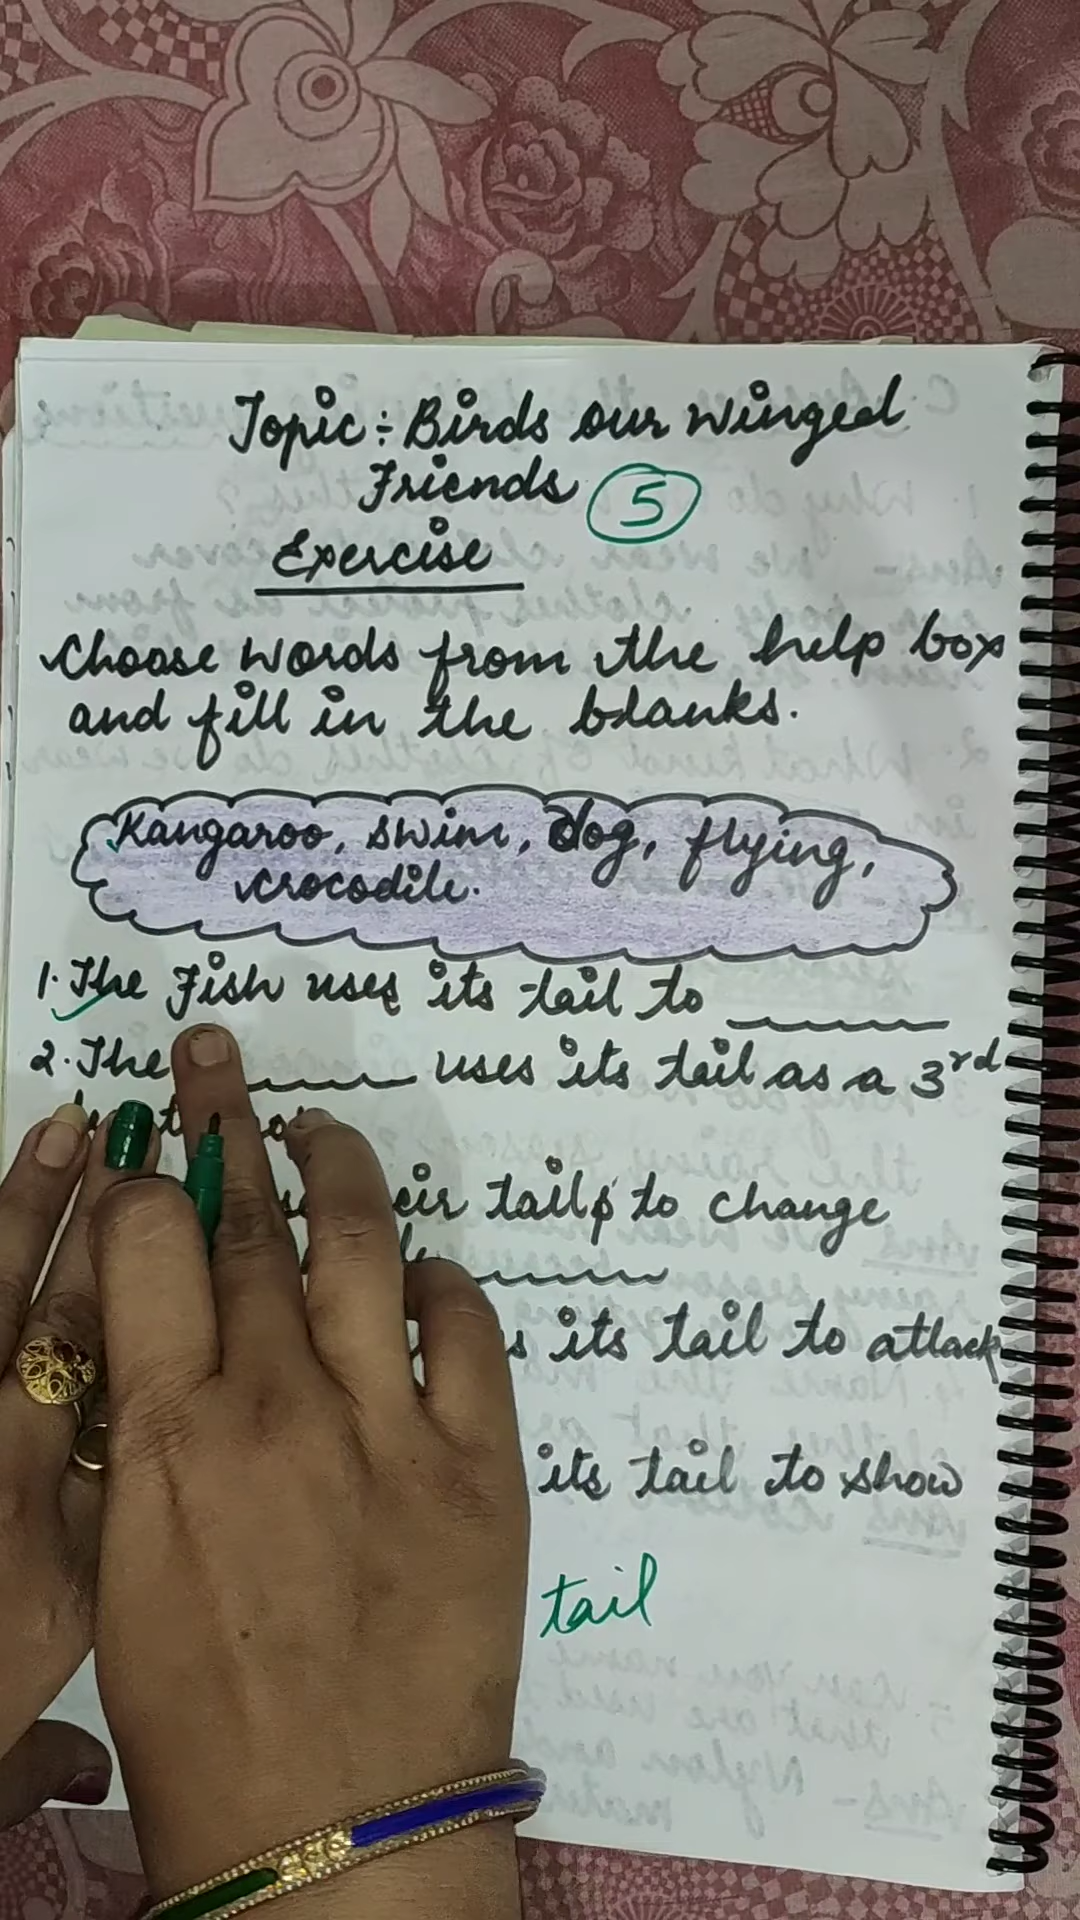 Topic:- Birds our winged
Friends 5
Exercise
Choose words from the help box
and fill in the blanks.
Kangaroo, swim, dog, flying,
crocodile.
1. The Fish uses its tail to
2. The uses its tail as a 3rd
tails to change
its tail to attack
its tail to show
tail